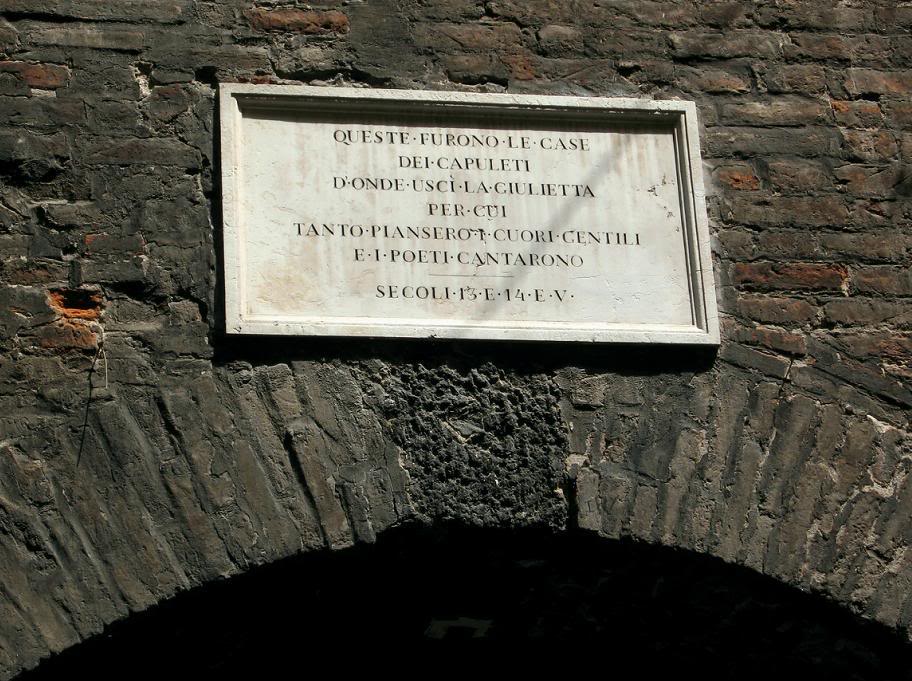 QUESTE·FURONO·LE·CASE
DEI·CAPULETI
D'ONDE·USCÌ·LA·GIULIETTA
PER·CUI
TANTO·PIANSERO·I·CUORI·GENTILI
E·I·POETI·CANTARONO
SECOLI·13·E·14·E·V·